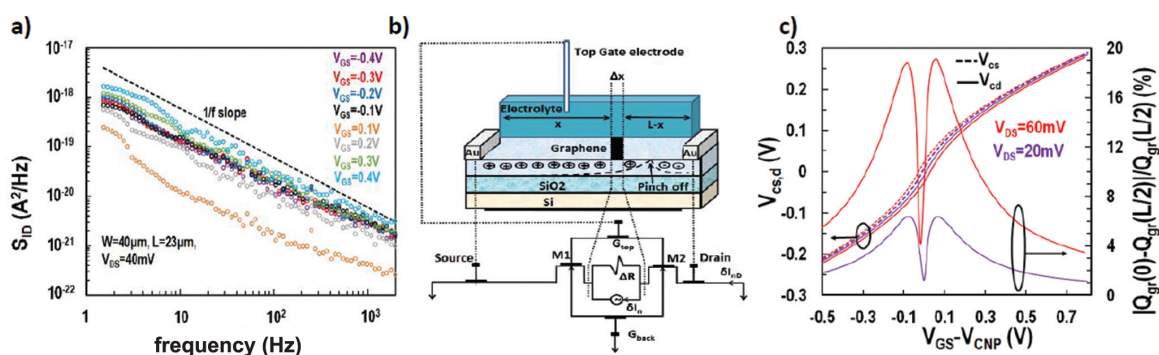 a)
S_ID (A²/Hz)
10⁻¹⁷
10⁻¹⁸
10⁻¹⁹
10⁻²⁰
10⁻²¹
10⁻²²
1
10
10²
10³
frequency (Hz)
1/f slope
V_GS=-0.4V
V_GS=-0.3V
V_GS=-0.2V
V_GS=-0.1V
V_GS=0.1V
V_GS=0.2V
V_GS=0.3V
V_GS=0.4V
W=40μm, L=23μm,
V_DS=40mV
b)
Top Gate electrode
Δx
Electrolyte
x
L-x
Au
Graphene
Au
SiO2
Pinch off
Si
G_top
Source
M1
ΔR
M2
Drain
δi_n
δI_nD
G_back
c)
V_cs,d (V)
0.3
0.2
0.1
0
-0.1
-0.2
-0.3
-0.5
-0.3
-0.1
0.1
0.3
0.5
0.7
V_GS-V_CNP (V)
V_cs
V_cd
V_DS=60mV
V_DS=20mV
20
18
16
14
12
10
8
6
4
2
0
|Q_gr(0)-Q_gr(L/2)|/Q_gr(L/2) (%)